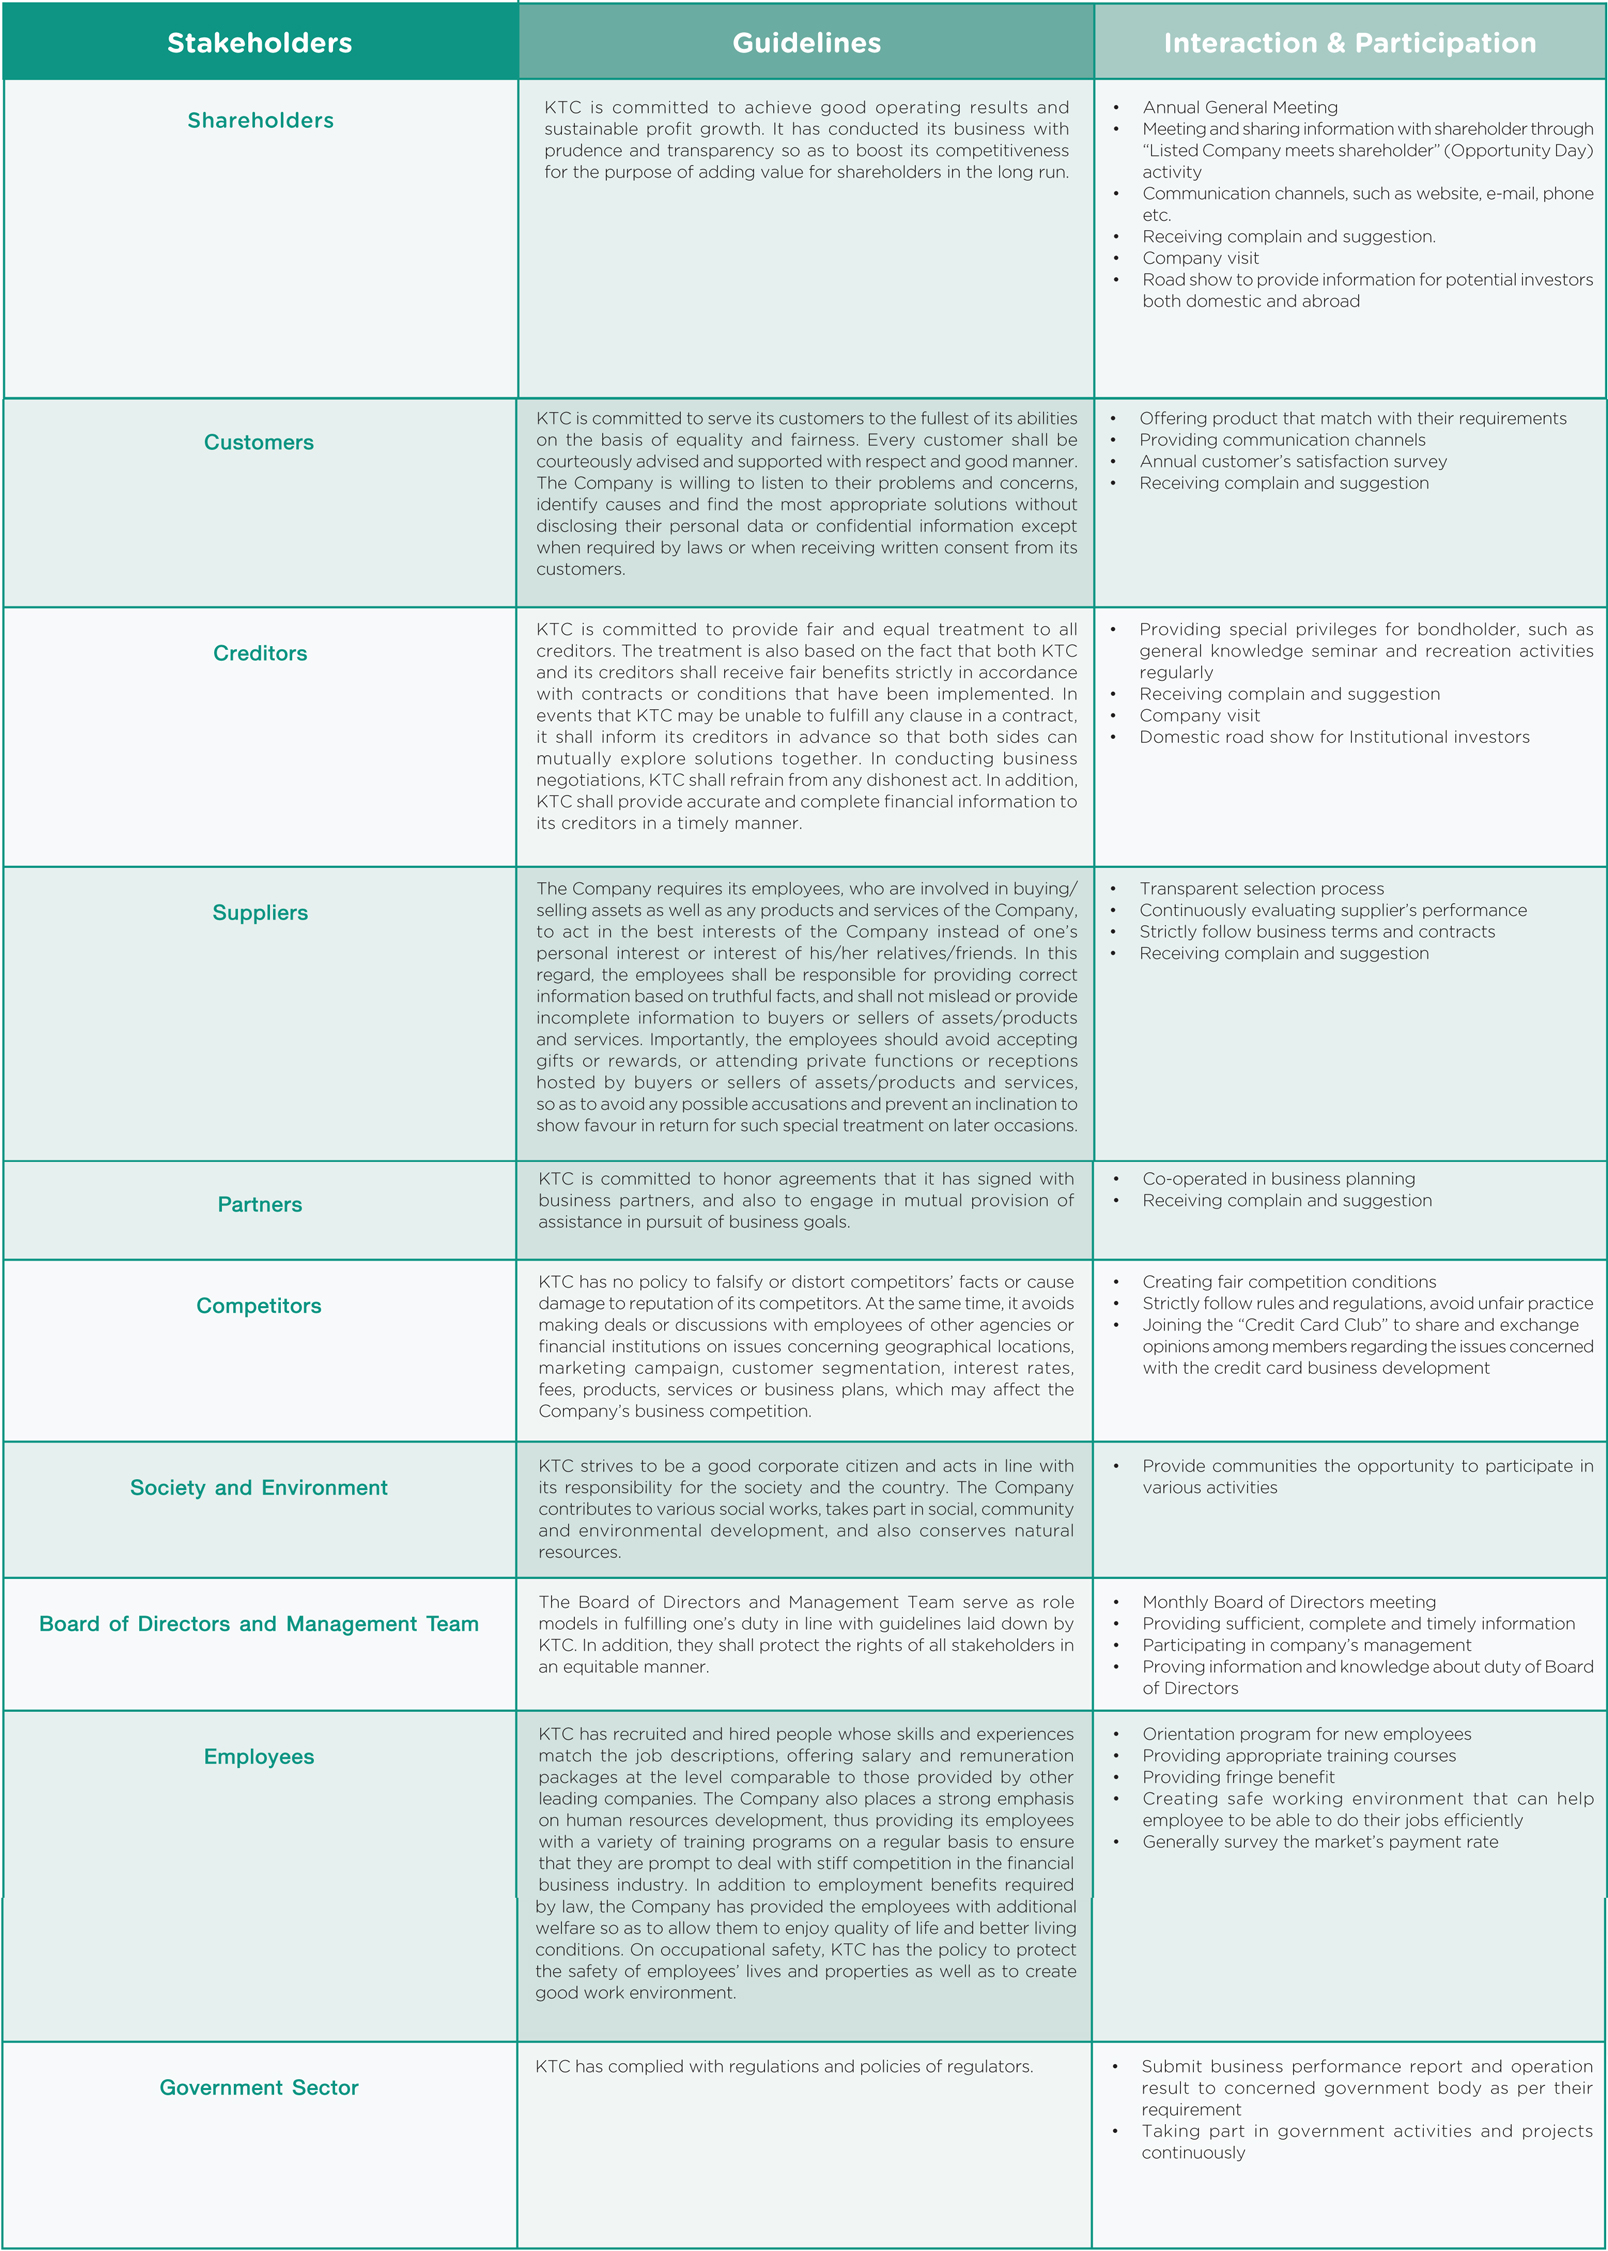 Stakeholders
Guidelines
Interaction & Participation
Shareholders
KTC is committed to achieve good operating results and
sustainable profit growth. It has conducted its business with
prudence and transparency so as to boost its competitiveness
for the purpose of adding value for shareholders in the long run.
• Annual General Meeting
• Meeting and sharing information with shareholder through
“Listed Company meets shareholder” (Opportunity Day)
activity
• Communication channels, such as website, e-mail, phone
etc.
• Receiving complain and suggestion.
• Company visit
• Road show to provide information for potential investors
both domestic and abroad
Customers
KTC is committed to serve its customers to the fullest of its abilities
on the basis of equality and fairness. Every customer shall be
courteously advised and supported with respect and good manner.
The Company is willing to listen to their problems and concerns,
identify causes and find the most appropriate solutions without
disclosing their personal data or confidential information except
when required by laws or when receiving written consent from its
customers.
• Offering product that match with their requirements
• Providing communication channels
• Annual customer’s satisfaction survey
• Receiving complain and suggestion
Creditors
KTC is committed to provide fair and equal treatment to all
creditors. The treatment is also based on the fact that both KTC
and its creditors shall receive fair benefits strictly in accordance
with contracts or conditions that have been implemented. In
events that KTC may be unable to fulfill any clause in a contract,
it shall inform its creditors in advance so that both sides can
mutually explore solutions together. In conducting business
negotiations, KTC shall refrain from any dishonest act. In addition,
KTC shall provide accurate and complete financial information to
its creditors in a timely manner.
• Providing special privileges for bondholder, such as
general knowledge seminar and recreation activities
regularly
• Receiving complain and suggestion
• Company visit
• Domestic road show for Institutional investors
Suppliers
The Company requires its employees, who are involved in buying/
selling assets as well as any products and services of the Company,
to act in the best interests of the Company instead of one’s
personal interest or interest of his/her relatives/friends. In this
regard, the employees shall be responsible for providing correct
information based on truthful facts, and shall not mislead or provide
incomplete information to buyers or sellers of assets/products
and services. Importantly, the employees should avoid accepting
gifts or rewards, or attending private functions or receptions
hosted by buyers or sellers of assets/products and services,
so as to avoid any possible accusations and prevent an inclination to
show favour in return for such special treatment on later occasions.
• Transparent selection process
• Continuously evaluating supplier’s performance
• Strictly follow business terms and contracts
• Receiving complain and suggestion
Partners
KTC is committed to honor agreements that it has signed with
business partners, and also to engage in mutual provision of
assistance in pursuit of business goals.
• Co-operated in business planning
• Receiving complain and suggestion
Competitors
KTC has no policy to falsify or distort competitors’ facts or cause
damage to reputation of its competitors. At the same time, it avoids
making deals or discussions with employees of other agencies or
financial institutions on issues concerning geographical locations,
marketing campaign, customer segmentation, interest rates,
fees, products, services or business plans, which may affect the
Company’s business competition.
• Creating fair competition conditions
• Strictly follow rules and regulations, avoid unfair practice
• Joining the “Credit Card Club” to share and exchange
opinions among members regarding the issues concerned
with the credit card business development
Society and Environment
KTC strives to be a good corporate citizen and acts in line with
its responsibility for the society and the country. The Company
contributes to various social works, takes part in social, community
and environmental development, and also conserves natural
resources.
• Provide communities the opportunity to participate in
various activities
Board of Directors and Management Team
The Board of Directors and Management Team serve as role
models in fulfilling one’s duty in line with guidelines laid down by
KTC. In addition, they shall protect the rights of all stakeholders in
an equitable manner.
• Monthly Board of Directors meeting
• Providing sufficient, complete and timely information
• Participating in company’s management
• Proving information and knowledge about duty of Board
of Directors
Employees
KTC has recruited and hired people whose skills and experiences
match the job descriptions, offering salary and remuneration
packages at the level comparable to those provided by other
leading companies. The Company also places a strong emphasis
on human resources development, thus providing its employees
with a variety of training programs on a regular basis to ensure
that they are prompt to deal with stiff competition in the financial
business industry. In addition to employment benefits required
by law, the Company has provided the employees with additional
welfare so as to allow them to enjoy quality of life and better living
conditions. On occupational safety, KTC has the policy to protect
the safety of employees’ lives and properties as well as to create
good work environment.
• Orientation program for new employees
• Providing appropriate training courses
• Providing fringe benefit
• Creating safe working environment that can help
employee to be able to do their jobs efficiently
• Generally survey the market’s payment rate
Government Sector
KTC has complied with regulations and policies of regulators.
• Submit business performance report and operation
result to concerned government body as per their
requirement
• Taking part in government activities and projects
continuously